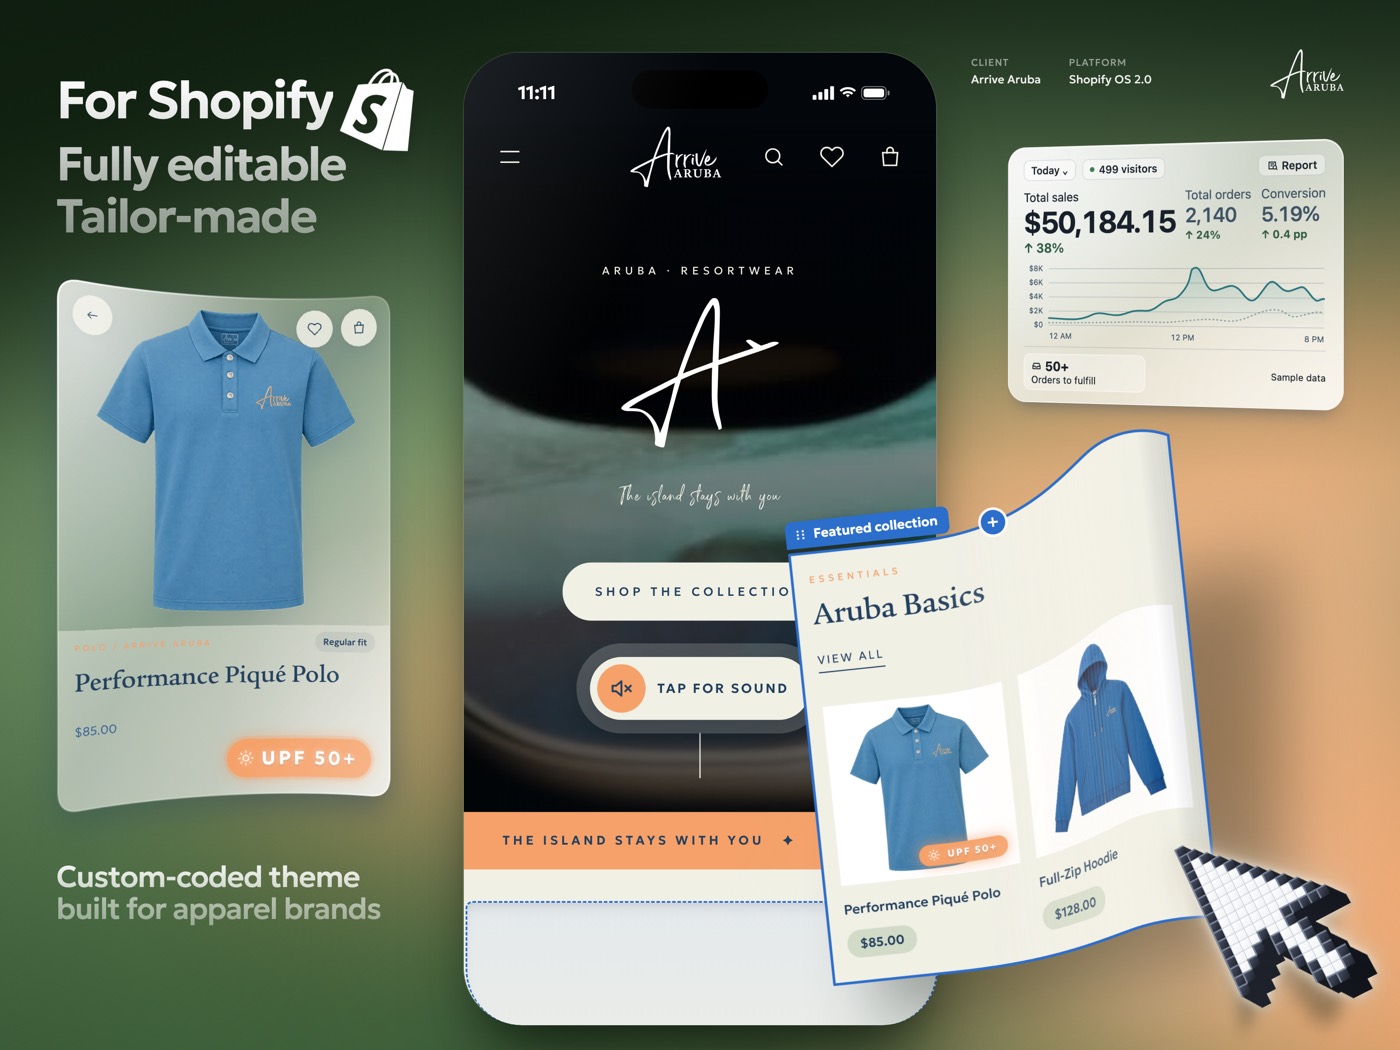 For Shopify
Fully editable
Tailor-made
POLO / ARRIVE ARUBA
Regular fit
Performance Piqué Polo
$85.00
UPF 50+
Custom-coded theme
built for apparel brands
11:11
Arrive
ARUBA
ARUBA · RESORTWEAR
The island stays with you
SHOP THE COLLECTIO
TAP FOR SOUND
THE ISLAND STAYS WITH YOU ✦
CLIENT
Arrive Aruba
PLATFORM
Shopify OS 2.0
Arrive
ARUBA
Today
499 visitors
Report
Total sales
$50,184.15
↑ 38%
Total orders
2,140
↑ 24%
Conversion
5.19%
↑ 0.4 pp
$8K
$6K
$4K
$2K
$0
12 AM
12 PM
8 PM
50+
Orders to fulfill
Sample data
Featured collection
ESSENTIALS
Aruba Basics
VIEW ALL
UPF 50+
Performance Piqué Polo
$85.00
Full-Zip Hoodie
$128.00